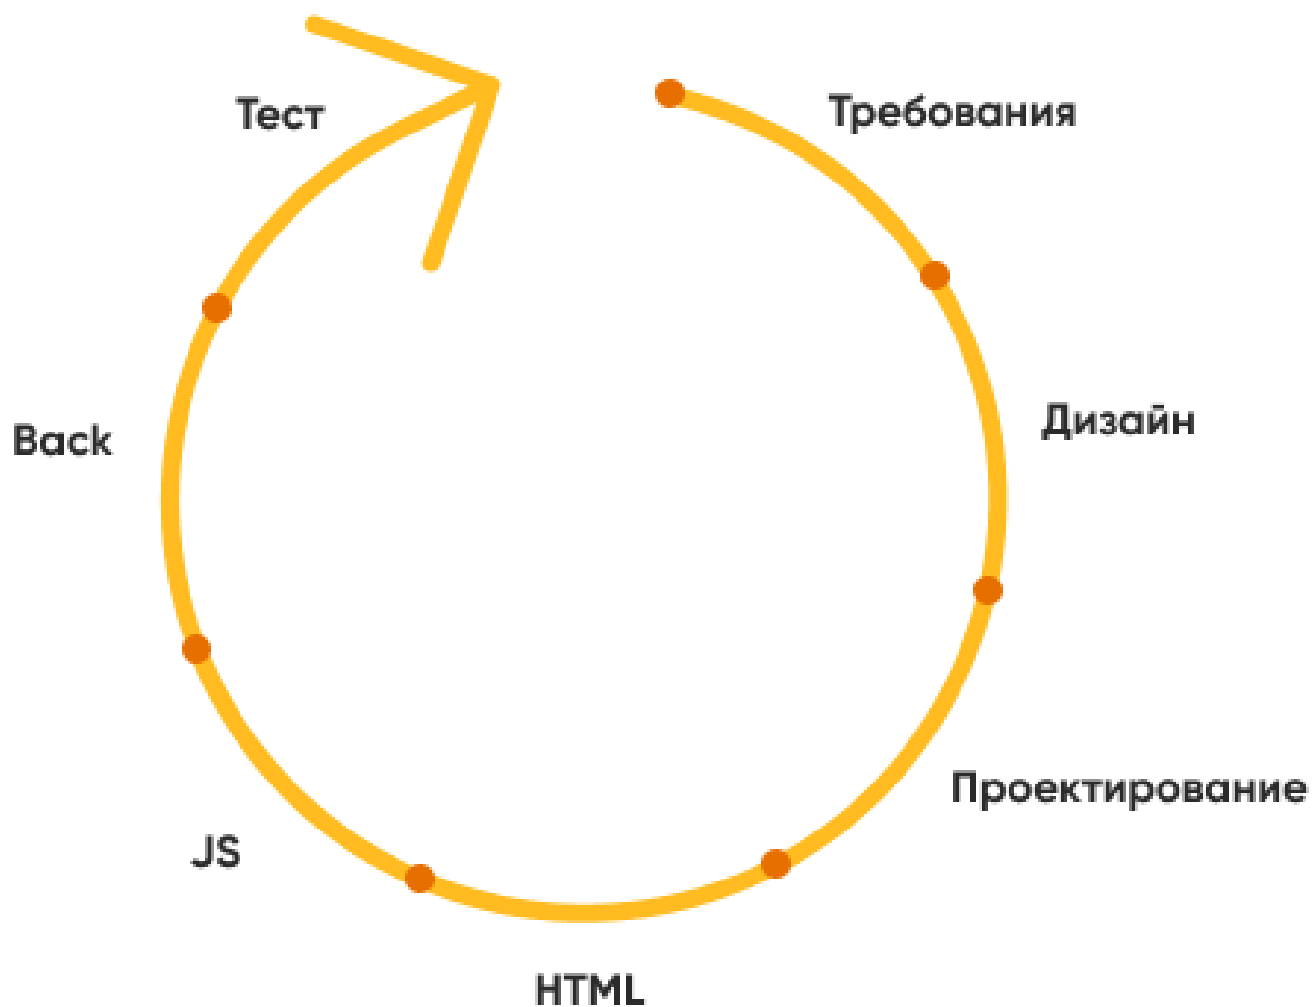 Тест
Требования
Back
Дизайн
Проектирование
JS
HTML